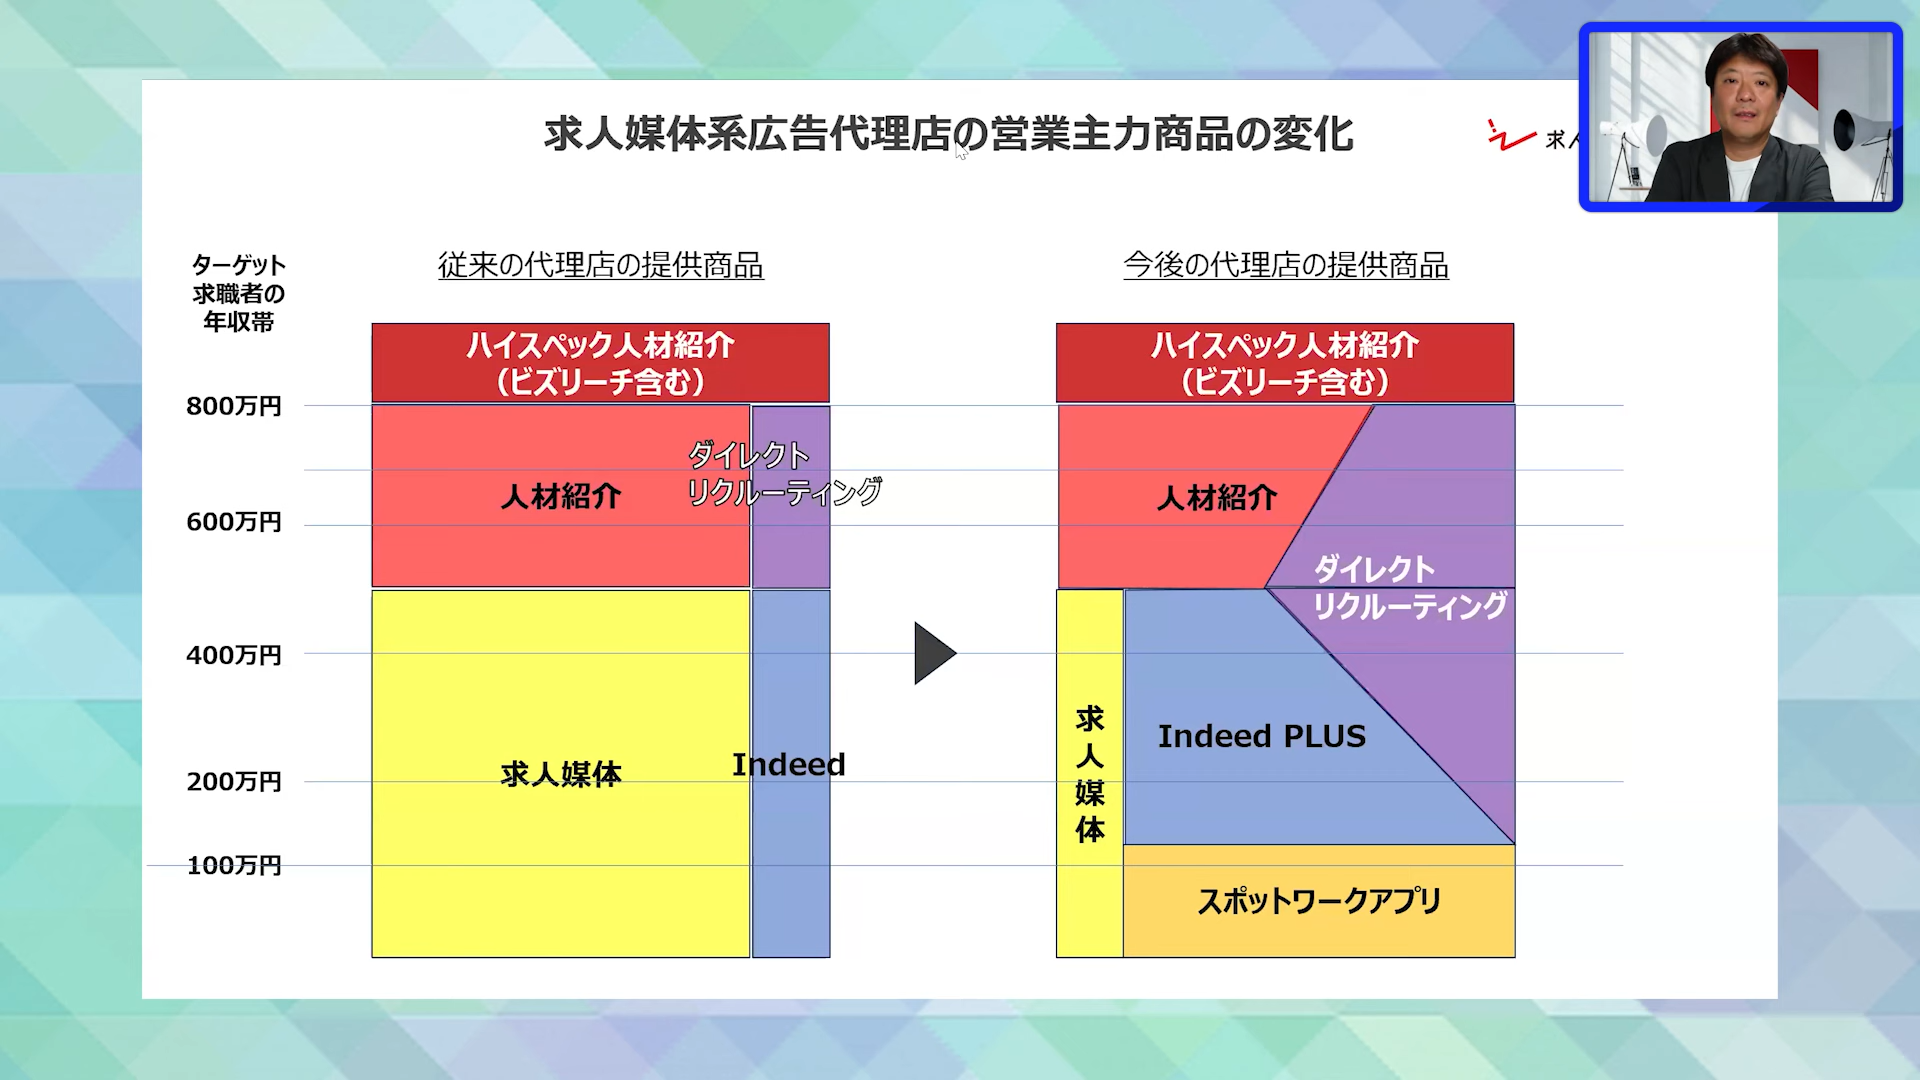 求人媒体系広告代理店の営業主力商品の変化
求人
ターゲット
求職者の
年収帯
従来の代理店の提供商品
今後の代理店の提供商品
800万円
600万円
400万円
200万円
100万円
ハイスペック人材紹介
（ビズリーチ含む）
人材紹介
ダイレクト
リクルーティング
求人媒体
Indeed
ハイスペック人材紹介
（ビズリーチ含む）
人材紹介
ダイレクト
リクルーティング
求人媒体
Indeed PLUS
スポットワークアプリ